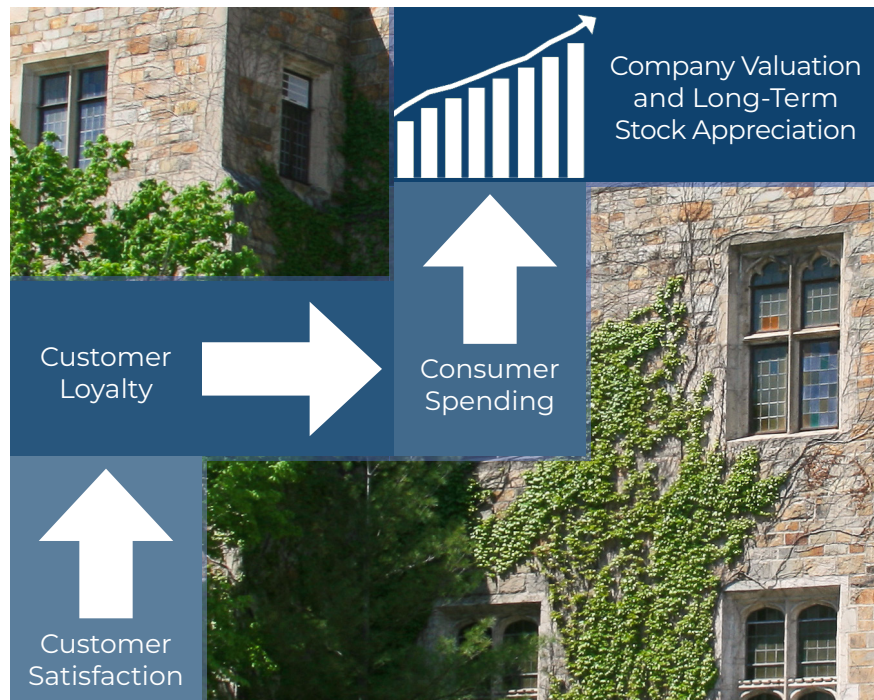 Company Valuation
and Long-Term
Stock Appreciation
Customer
Loyalty
Consumer
Spending
Customer
Satisfaction